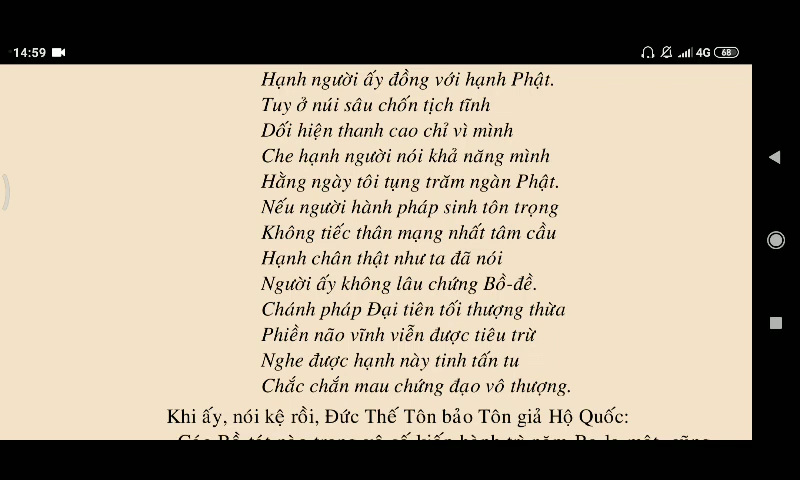 14:59
4G 68
Hạnh người ấy đồng với hạnh Phật.
Tuy ở núi sâu chốn tịch tĩnh
Dối hiện thanh cao chỉ vì mình
Che hạnh người nói khả năng mình
Hằng ngày tôi tụng trăm ngàn Phật.
Nếu người hành pháp sinh tôn trọng
Không tiếc thân mạng nhất tâm cầu
Hạnh chân thật như ta đã nói
Người ấy không lâu chứng Bồ-đề.
Chánh pháp Đại tiên tối thượng thừa
Phiền não vĩnh viễn được tiêu trừ
Nghe được hạnh này tinh tấn tu
Chắc chắn mau chứng đạo vô thượng.
Khi ấy, nói kệ rồi, Đức Thế Tôn bảo Tôn giả Hộ Quốc: